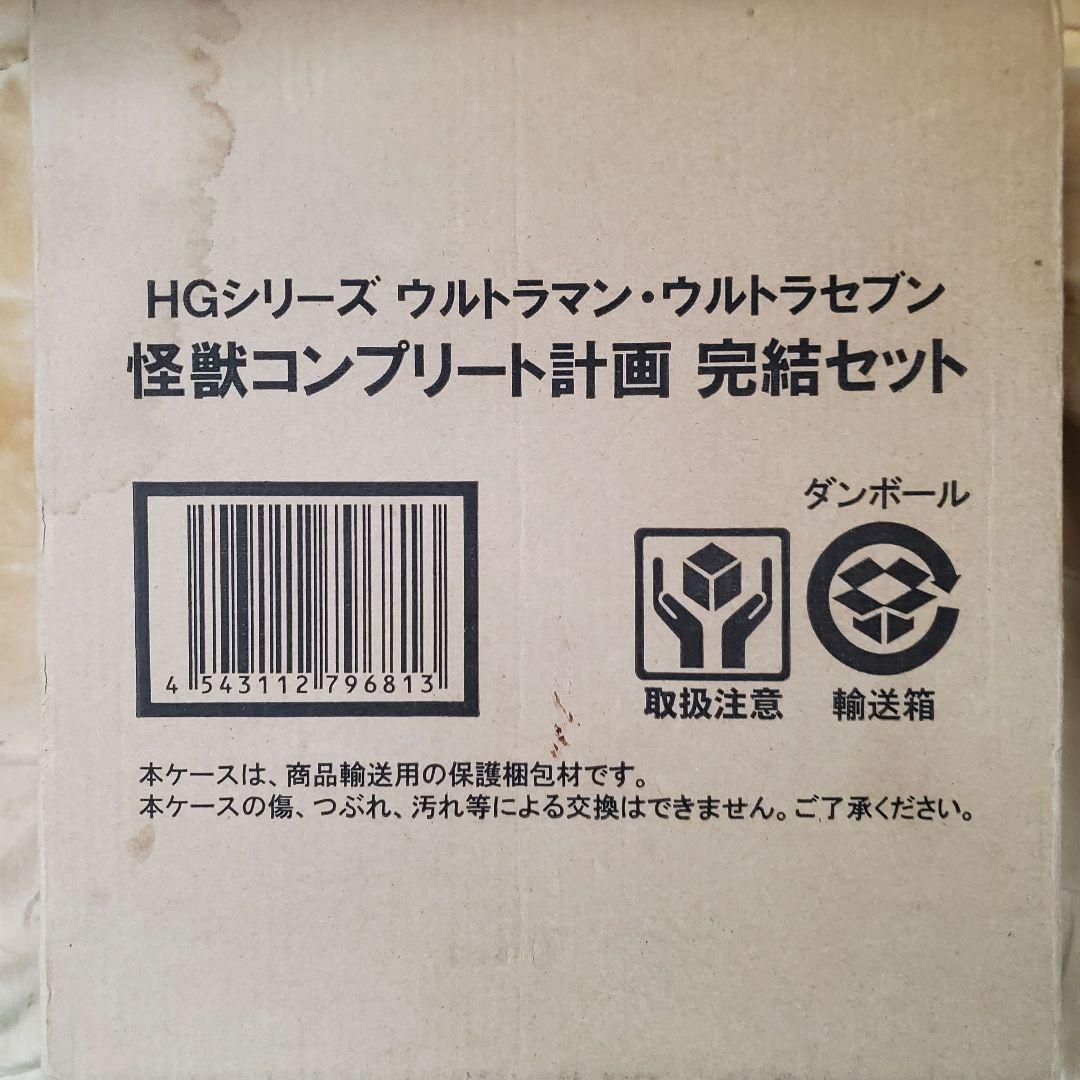 HGシリーズ ウルトラマン・ウルトラセブン
怪獣コンプリート計画 完結セット
ダンボール
4 543112 796813
取扱注意
輸送箱
本ケースは、商品輸送用の保護梱包材です。
本ケースの傷、つぶれ、汚れ等による交換はできません。ご了承ください。